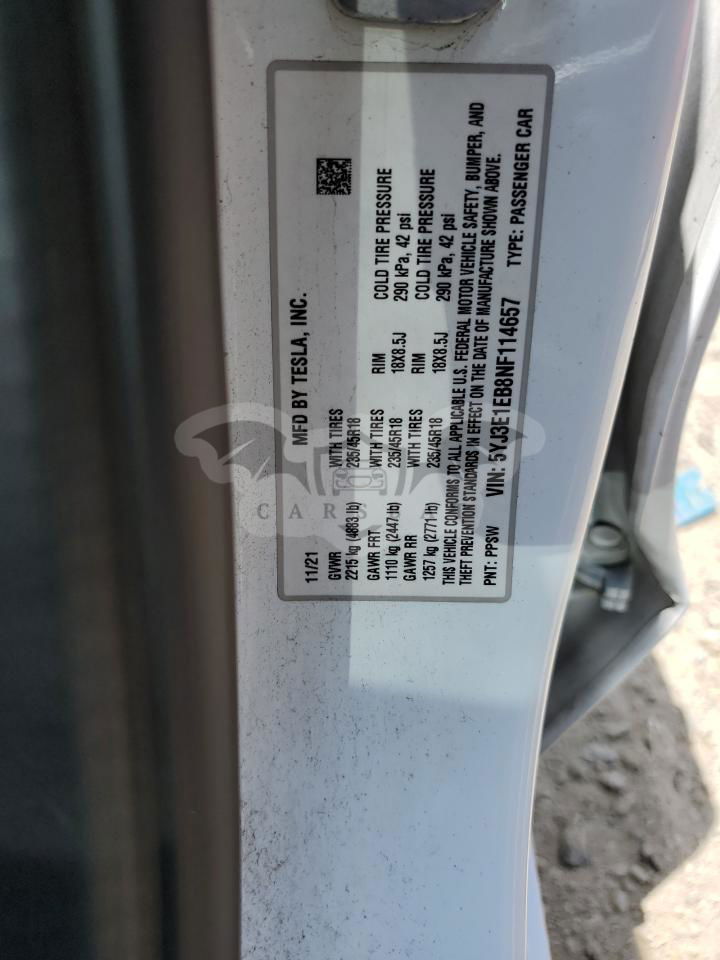 MFD BY TESLA, INC.
11/21
GVWR WITH TIRES RIM COLD TIRE PRESSURE
2215 kg (4883 lb) 235/45R18 18X8.5J 290 kPa, 42 psi
GAWR FRT WITH TIRES RIM COLD TIRE PRESSURE
1110 kg (2447 lb) 235/45R18 18X8.5J 290 kPa, 42 psi
GAWR RR WITH TIRES
1257 kg (2771 lb) 235/45R18
THIS VEHICLE CONFORMS TO ALL APPLICABLE U.S. FEDERAL MOTOR VEHICLE SAFETY, BUMPER, AND
THEFT PREVENTION STANDARDS IN EFFECT ON THE DATE OF MANUFACTURE SHOWN ABOVE.
PNT: PPSW VIN: 5YJ3E1EB8NF114657 TYPE: PASSENGER CAR